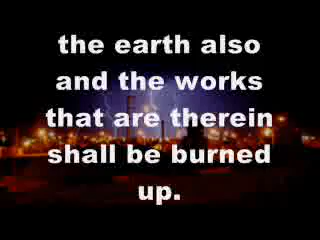 the earth also
and the works
that are therein
shall be burned
up.